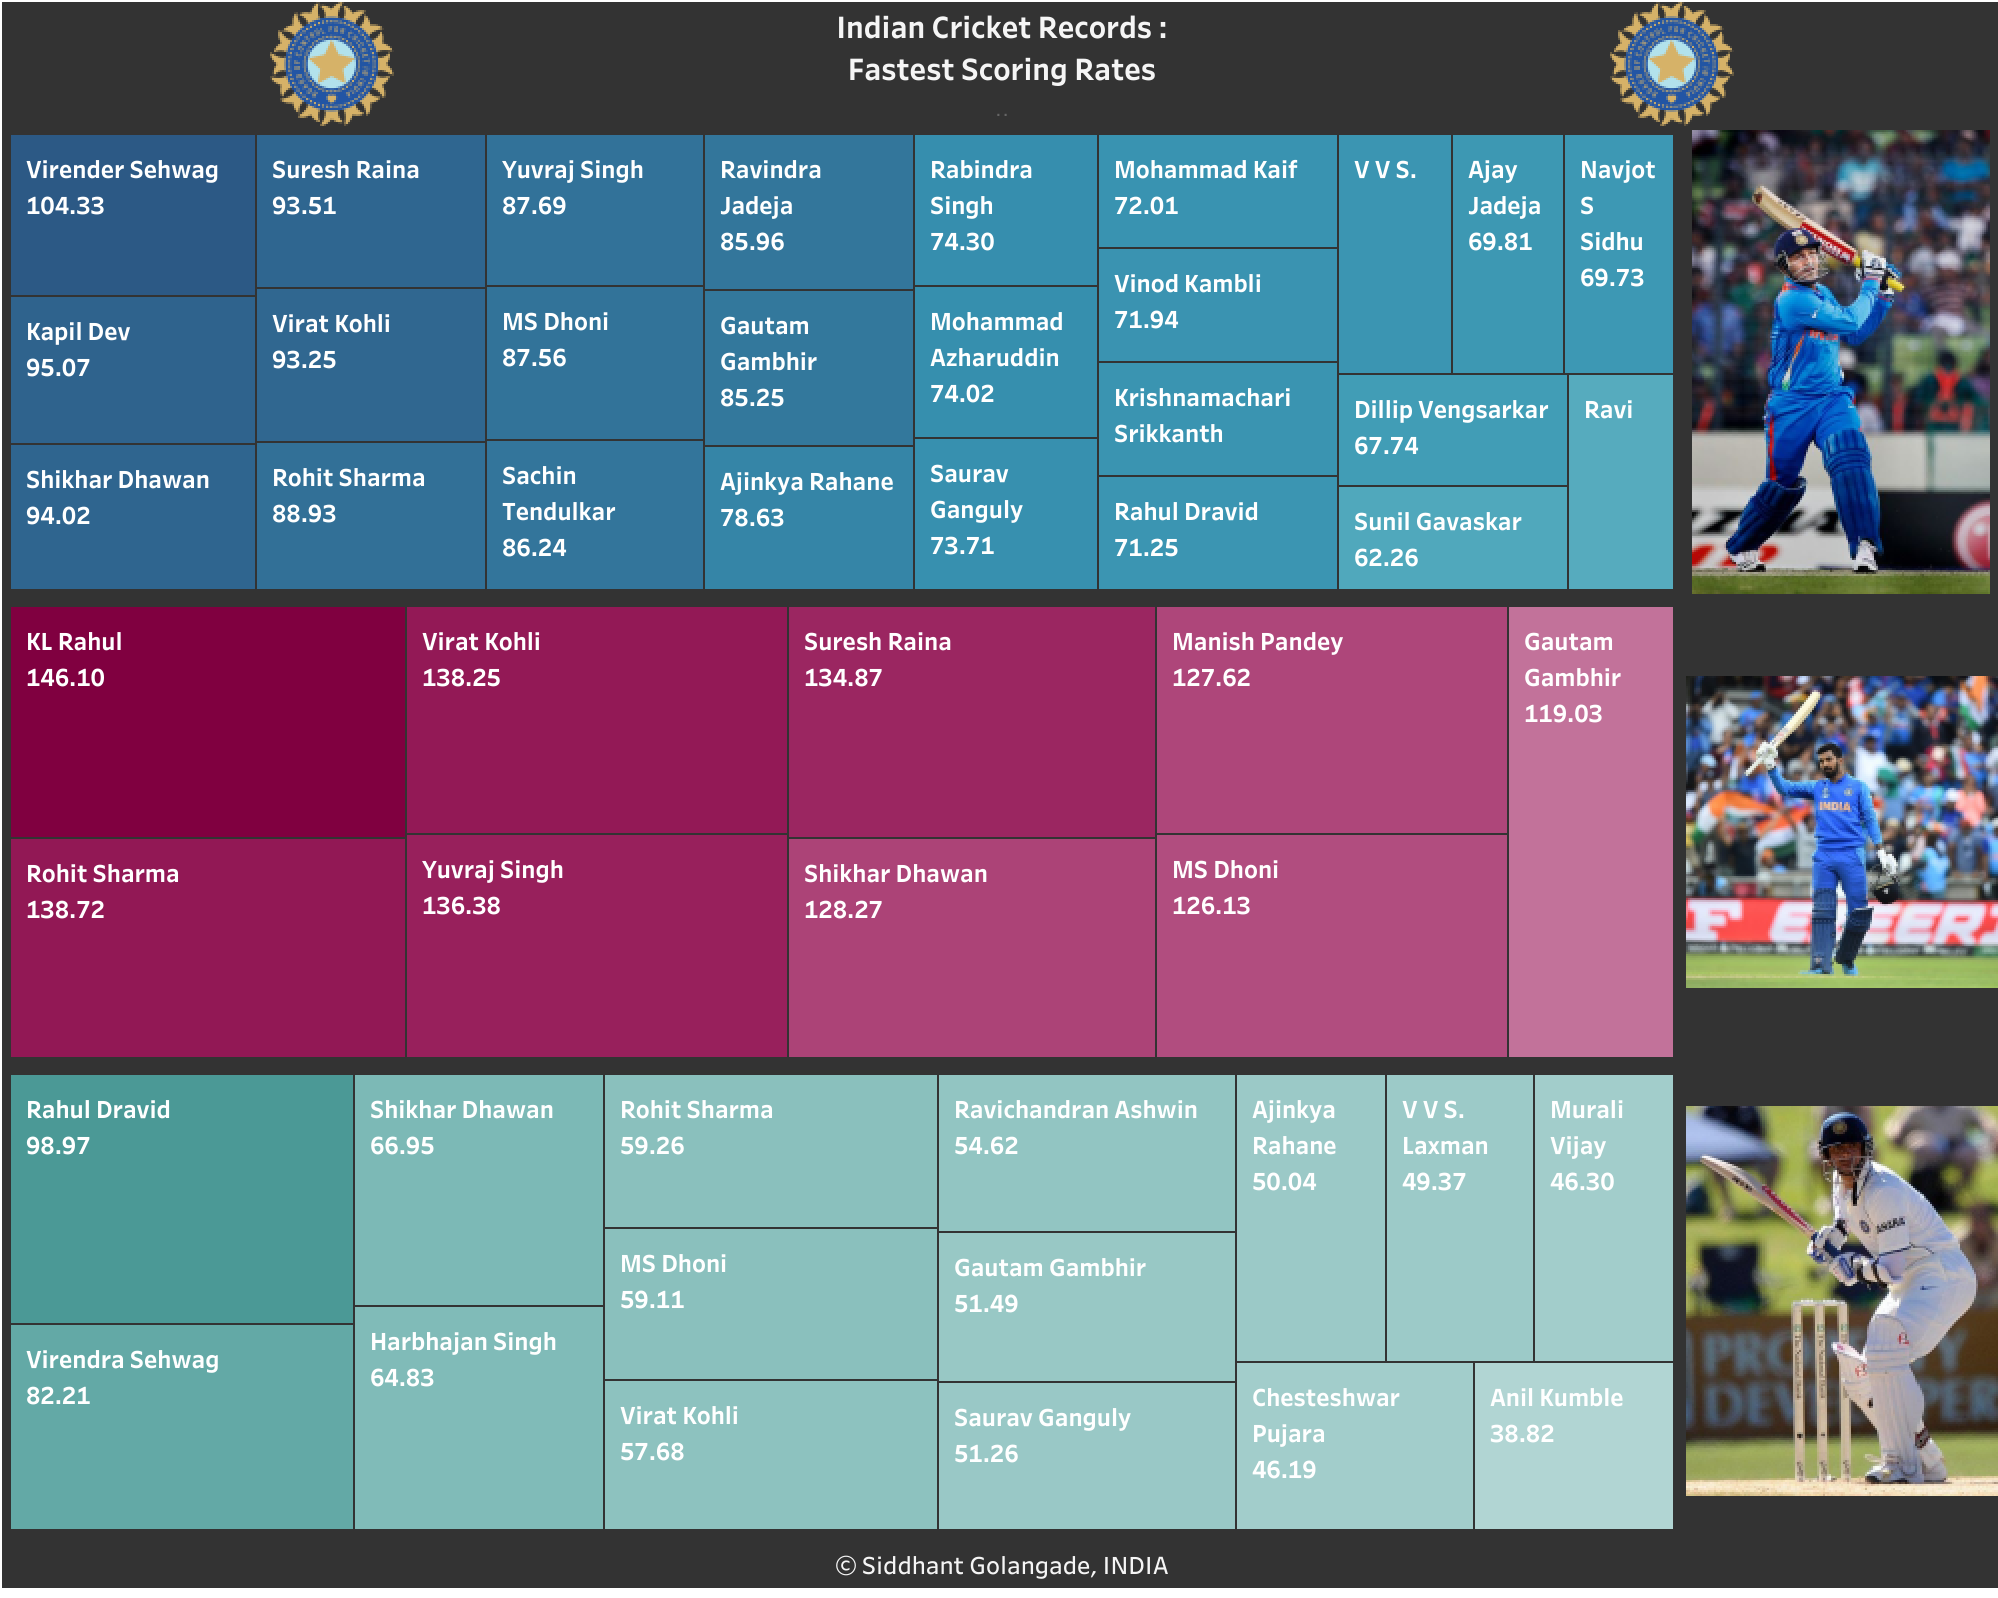 Indian Cricket Records :
Fastest Scoring Rates
Virender Sehwag
104.33
Kapil Dev
95.07
Shikhar Dhawan
94.02
Suresh Raina
93.51
Virat Kohli
93.25
Rohit Sharma
88.93
Yuvraj Singh
87.69
MS Dhoni
87.56
Sachin
Tendulkar
86.24
Ravindra
Jadeja
85.96
Gautam
Gambhir
85.25
Ajinkya Rahane
78.63
Rabindra
Singh
74.30
Mohammad
Azharuddin
74.02
Saurav
Ganguly
73.71
Mohammad Kaif
72.01
Vinod Kambli
71.94
Krishnamachari
Srikkanth
Rahul Dravid
71.25
V V S.
Ajay
Jadeja
69.81
Navjot
S
Sidhu
69.73
Dillip Vengsarkar
67.74
Sunil Gavaskar
62.26
Ravi
KL Rahul
146.10
Rohit Sharma
138.72
Virat Kohli
138.25
Yuvraj Singh
136.38
Suresh Raina
134.87
Shikhar Dhawan
128.27
Manish Pandey
127.62
MS Dhoni
126.13
Gautam
Gambhir
119.03
INDIA
Rahul Dravid
98.97
Virendra Sehwag
82.21
Shikhar Dhawan
66.95
Harbhajan Singh
64.83
Rohit Sharma
59.26
MS Dhoni
59.11
Virat Kohli
57.68
Ravichandran Ashwin
54.62
Gautam Gambhir
51.49
Saurav Ganguly
51.26
Ajinkya
Rahane
50.04
V V S.
Laxman
49.37
Murali
Vijay
46.30
Chesteshwar
Pujara
46.19
Anil Kumble
38.82
© Siddhant Golangade, INDIA